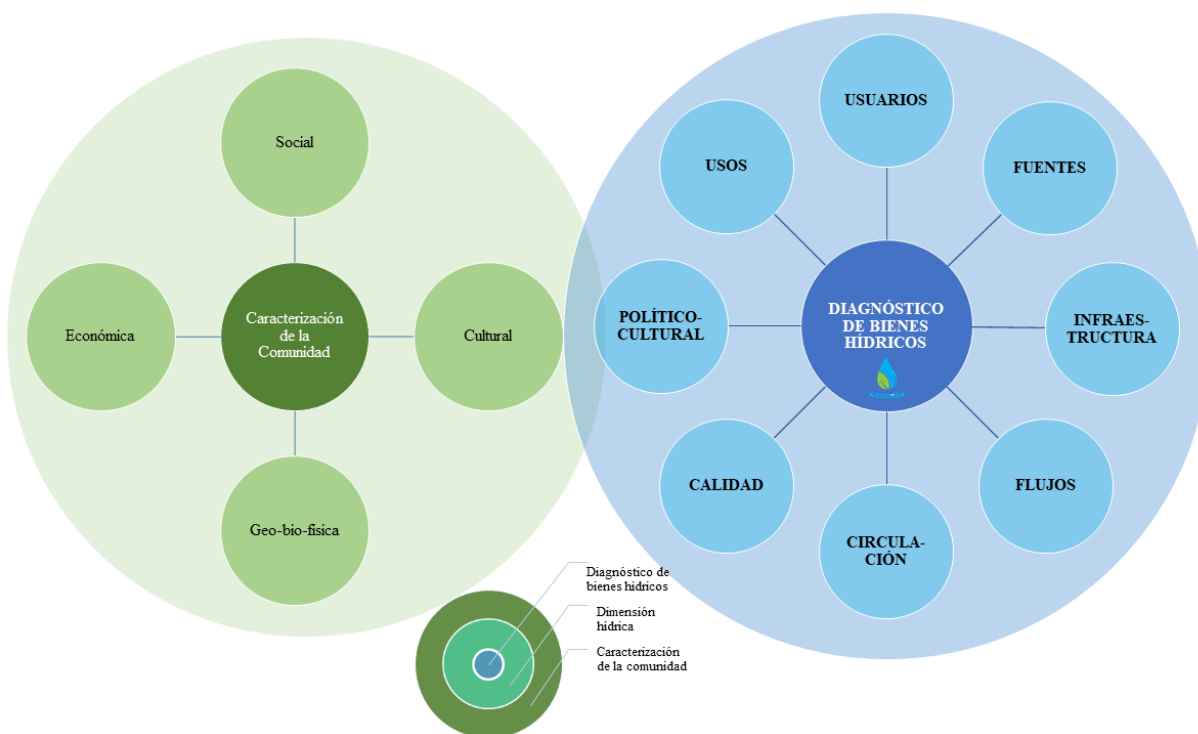 Social
Económica
Caracterización
de la
Comunidad
Cultural
Geo-bio-física
USUARIOS
USOS
FUENTES
POLÍTICO-
CULTURAL
DIAGNÓSTICO
DE BIENES
HÍDRICOS
INFRAES-
TRUCTURA
CALIDAD
FLUJOS
CIRCULA-
CIÓN
Diagnóstico de
bienes hídricos
Dimensión
hídrica
Caracterización
de la comunidad